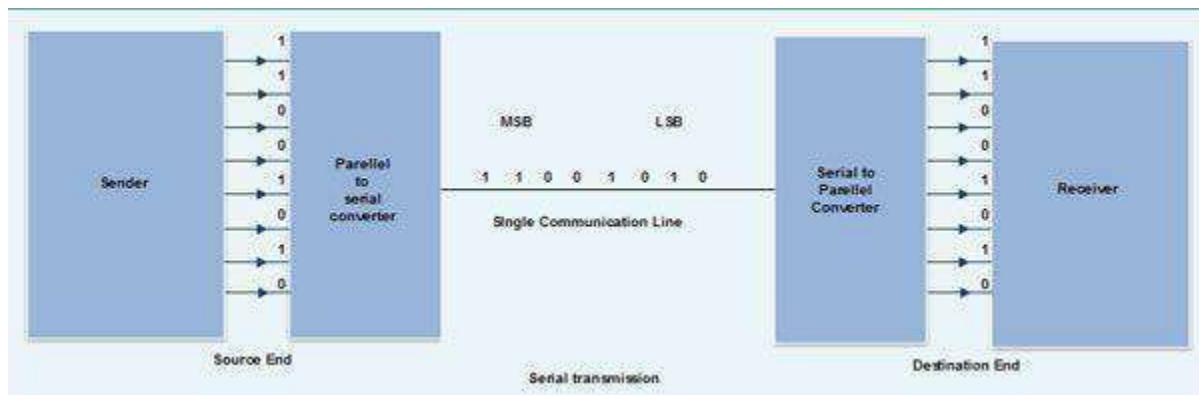 Sender
1
1
0
0
1
0
1
0
Parellel
to
serial
converter
MSB LSB
1 1 0 0 1 0 1 0
Single Communication Line
Serial to
Parellel
Converter
1
1
0
0
1
0
1
0
Receiver
Source End
Destination End
Serial transmission